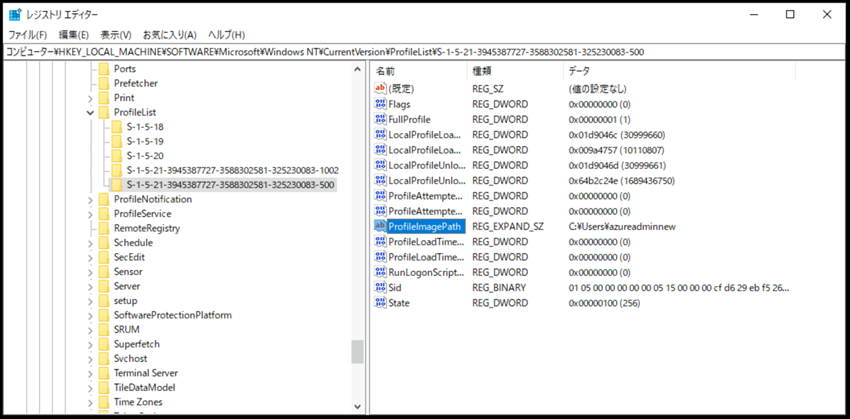 レジストリ エディター
ファイル(F) 編集(E) 表示(V) お気に入り(A) ヘルプ(H)
コンピューター¥HKEY_LOCAL_MACHINE¥SOFTWARE¥Microsoft¥Windows NT¥CurrentVersion¥ProfileList¥S-1-5-21-3945387727-3588302581-325230083-500
Ports
Prefetcher
Print
ProfileList
S-1-5-18
S-1-5-19
S-1-5-20
S-1-5-21-3945387727-3588302581-325230083-1002
S-1-5-21-3945387727-3588302581-325230083-500
ProfileNotification
ProfileService
RemoteRegistry
Schedule
SecEdit
Sensor
Server
setup
SoftwareProtectionPlatform
SRUM
Superfetch
Svchost
Terminal Server
TileDataModel
Time Zones
名前 種類 データ
(既定) REG_SZ (値の設定なし)
Flags REG_DWORD 0x00000000 (0)
FullProfile REG_DWORD 0x00000001 (1)
LocalProfileLoa... REG_DWORD 0x01d9046c (30999660)
LocalProfileLoa... REG_DWORD 0x009a4757 (10110807)
LocalProfileUnlo... REG_DWORD 0x01d9046d (30999661)
LocalProfileUnlo... REG_DWORD 0x64b2c24e (1689436750)
ProfileAttempte... REG_DWORD 0x00000000 (0)
ProfileAttempte... REG_DWORD 0x00000000 (0)
ProfileImagePath REG_EXPAND_SZ C:¥Users¥azureadminnew
ProfileLoadTime... REG_DWORD 0x00000000 (0)
ProfileLoadTime... REG_DWORD 0x00000000 (0)
RunLogonScript... REG_DWORD 0x00000000 (0)
Sid REG_BINARY 01 05 00 00 00 00 00 05 15 00 00 00 cf d6 29 eb f5 26...
State REG_DWORD 0x00000100 (256)